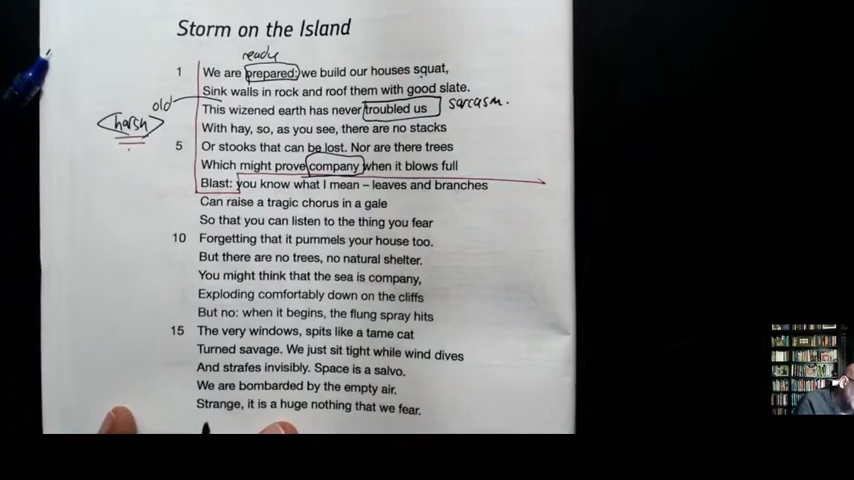 Storm on the Island
ready
1 We are prepared: we build our houses squat,
Sink walls in rock and roof them with good slate.
old
This wizened earth has never troubled us sarcasm.
harsh
With hay, so, as you see, there are no stacks
5 Or stooks that can be lost. Nor are there trees
Which might prove company when it blows full
Blast: you know what I mean – leaves and branches
Can raise a tragic chorus in a gale
So that you can listen to the thing you fear
10 Forgetting that it pummels your house too.
But there are no trees, no natural shelter.
You might think that the sea is company,
Exploding comfortably down on the cliffs
But no: when it begins, the flung spray hits
15 The very windows, spits like a tame cat
Turned savage. We just sit tight while wind dives
And strafes invisibly. Space is a salvo.
We are bombarded by the empty air.
Strange, it is a huge nothing that we fear.